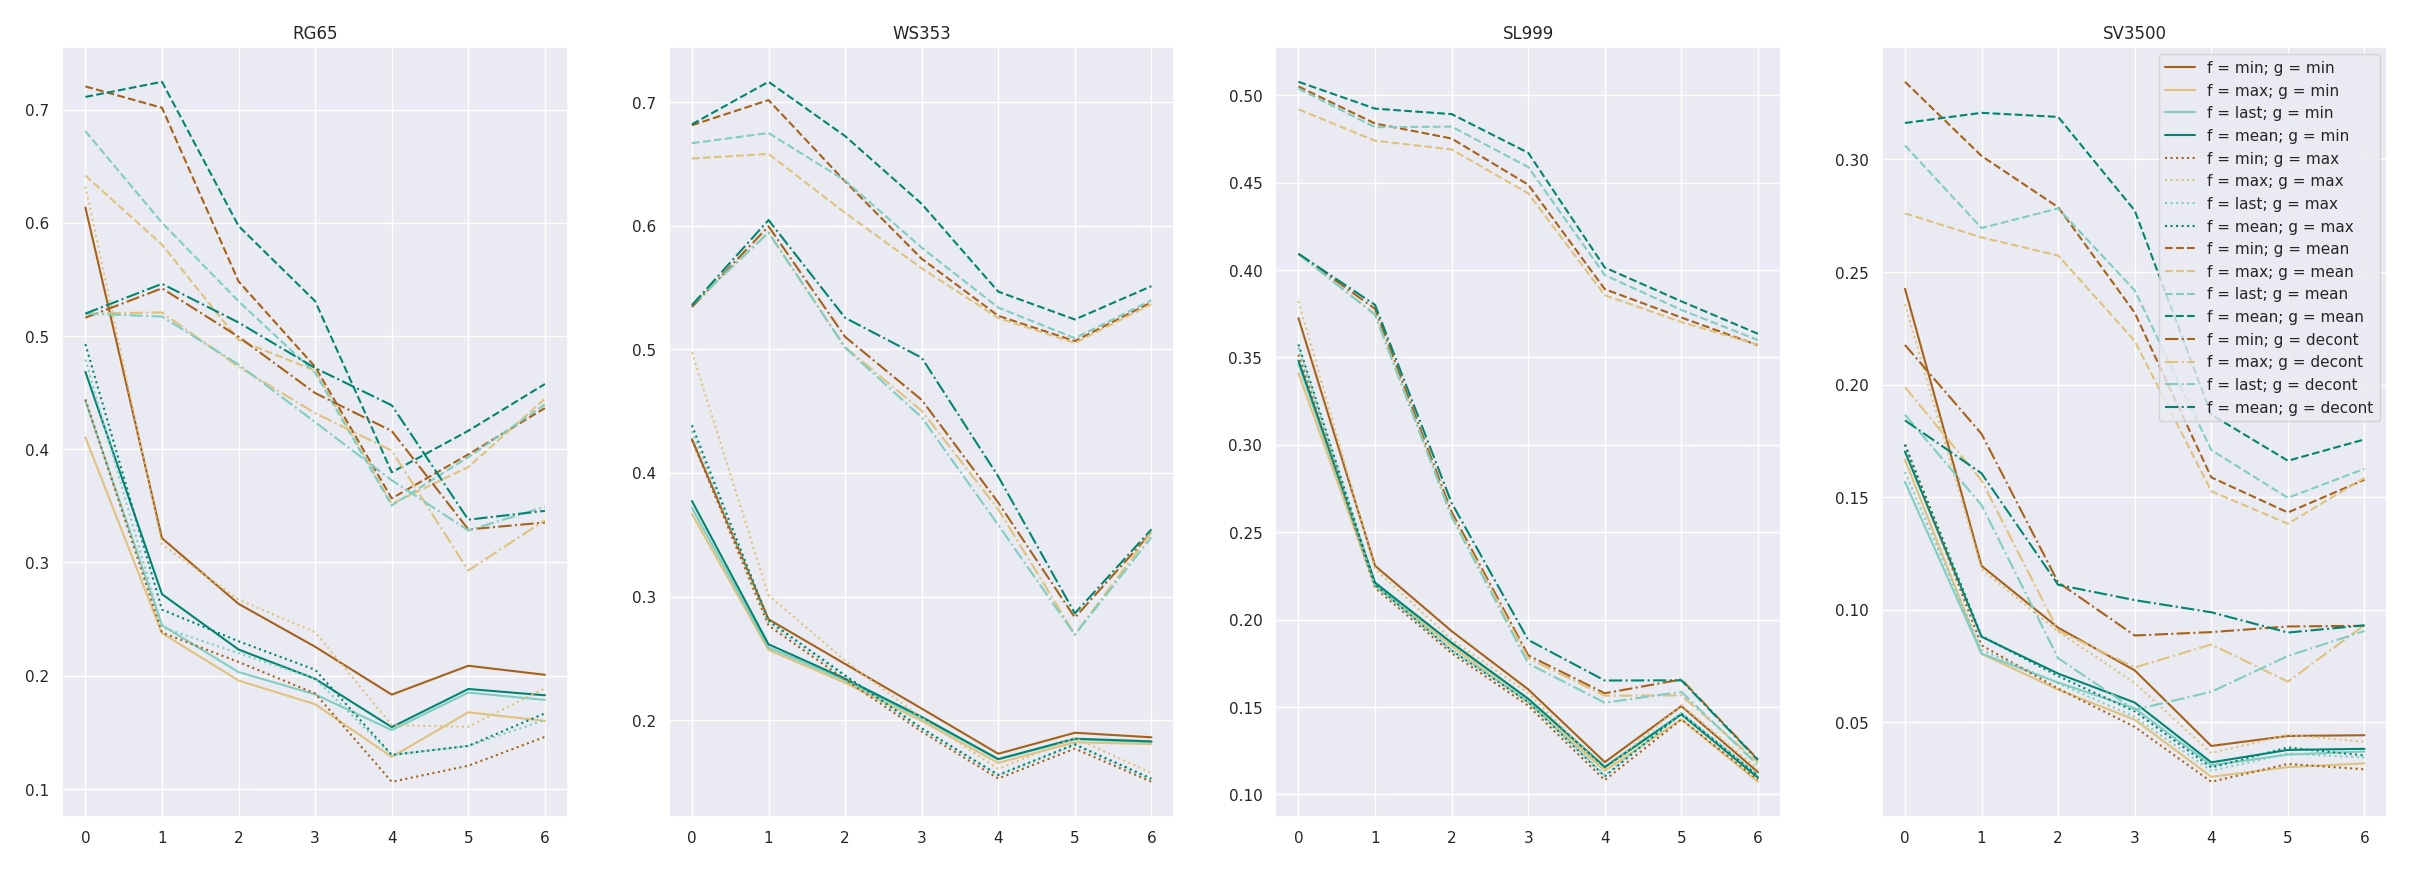 RG65
0.7
0.6
0.5
0.4
0.3
0.2
0.1
0 1 2 3 4 5 6
WS353
0.7
0.6
0.5
0.4
0.3
0.2
0 1 2 3 4 5 6
SL999
0.50
0.45
0.40
0.35
0.30
0.25
0.20
0.15
0.10
0 1 2 3 4 5 6
SV3500
0.30
0.25
0.20
0.15
0.10
0.05
0 1 2 3 4 5 6
f = min; g = min
f = max; g = min
f = last; g = min
f = mean; g = min
f = min; g = max
f = max; g = max
f = last; g = max
f = mean; g = max
f = min; g = mean
f = max; g = mean
f = last; g = mean
f = mean; g = mean
f = min; g = decont
f = max; g = decont
f = last; g = decont
f = mean; g = decont